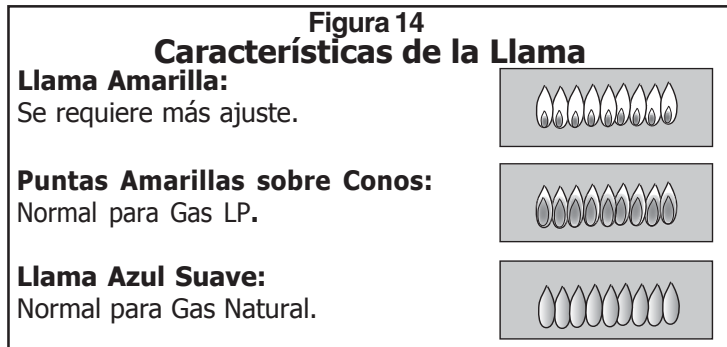 Figura 14
Características de la Llama
Llama Amarilla:
Se requiere más ajuste.
Puntas Amarillas sobre Conos:
Normal para Gas LP.
Llama Azul Suave:
Normal para Gas Natural.